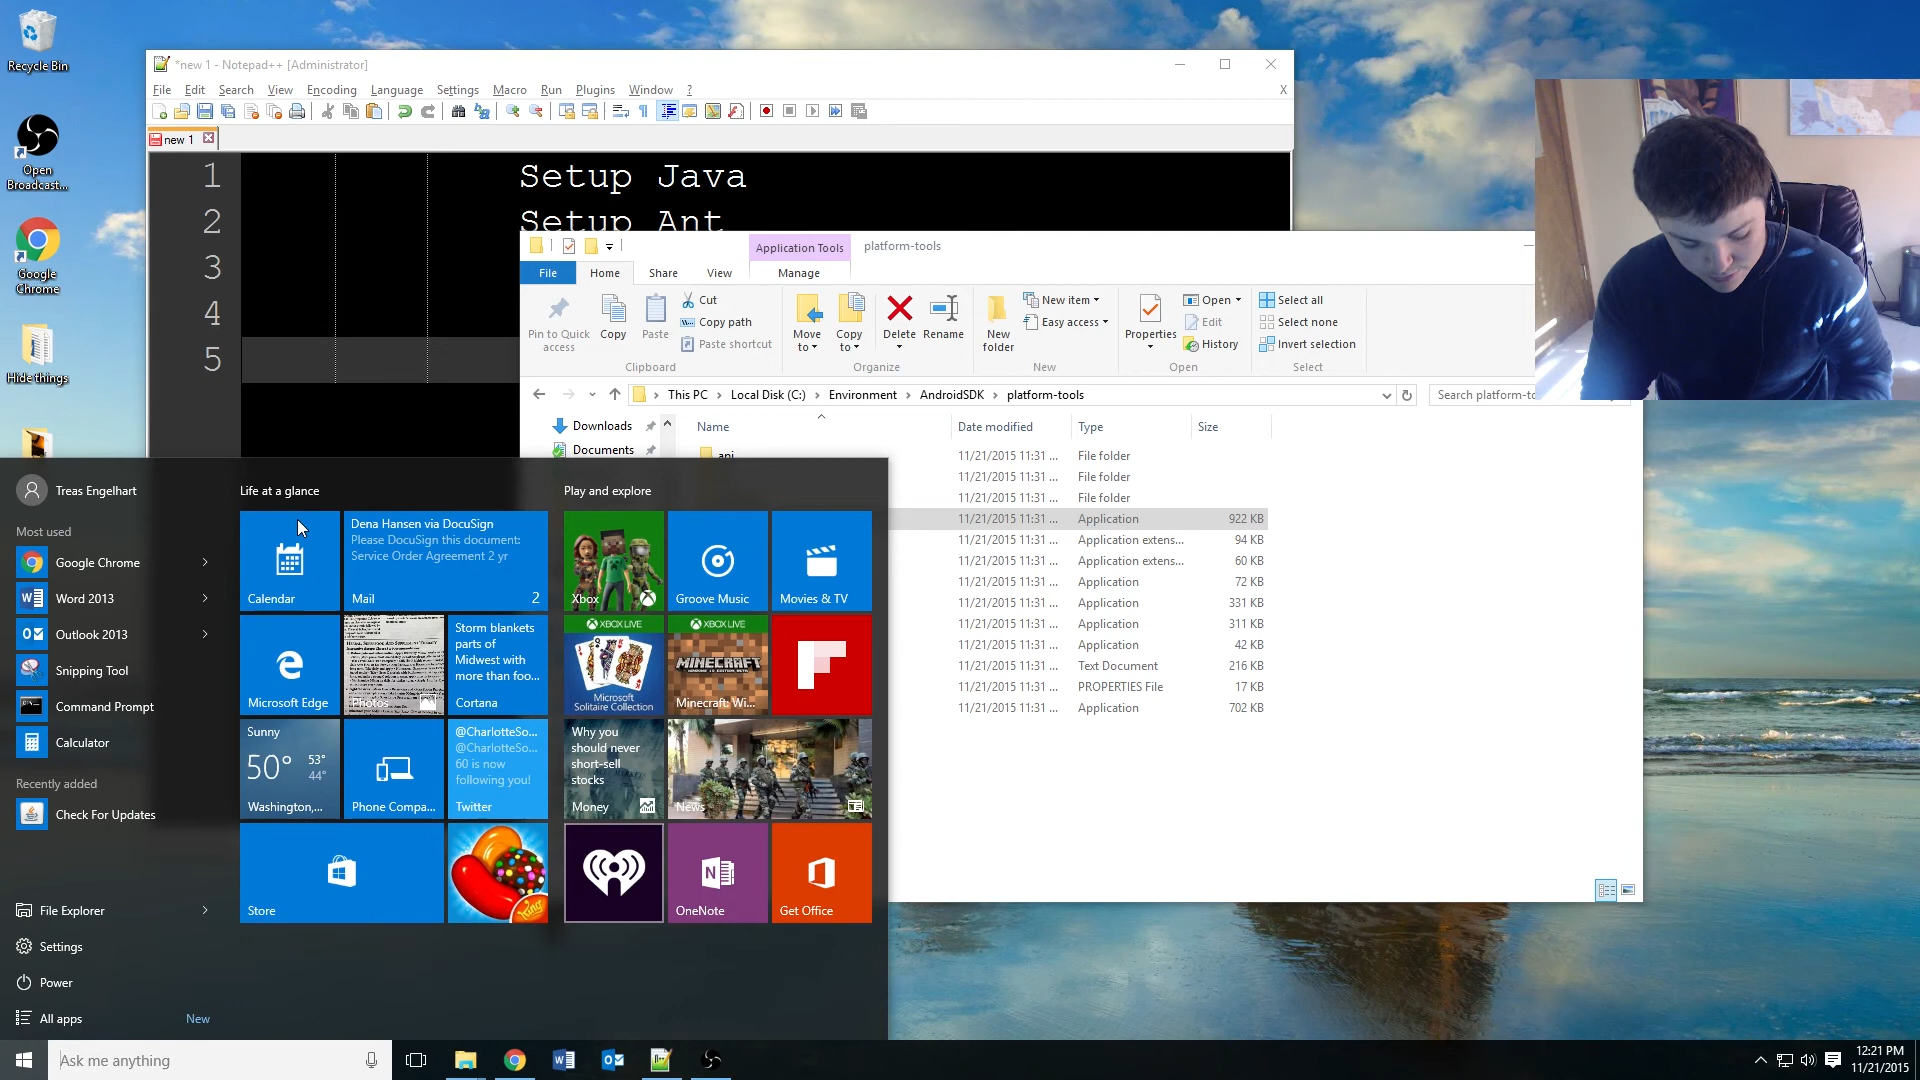 Recycle Bin
Open
Broadcast...
Google
Chrome
Hide things
*new 1 - Notepad++ [Administrator]
File Edit Search View Encoding Language Settings Macro Run Plugins Window ? X
new 1
1 Setup Java
2 Setup Ant
3
4
5
Application Tools platform-tools
File Home Share View Manage
Pin to Quick
access
Copy
Paste
Cut
Copy path
Paste shortcut
Clipboard
Move
to
Copy
to
Delete
Rename
Organize
New
folder
New item
Easy access
New
Properties
Open
Edit
History
Open
Select all
Select none
Invert selection
Select
This PC Local Disk (C:) Environment AndroidSDK platform-tools
Search platform-to
Downloads
Documents
Name Date modified Type Size
api 11/21/2015 11:31 ... File folder
11/21/2015 11:31 ... File folder
11/21/2015 11:31 ... File folder
11/21/2015 11:31 ... Application 922 KB
11/21/2015 11:31 ... Application extens... 94 KB
11/21/2015 11:31 ... Application extens... 60 KB
11/21/2015 11:31 ... Application 72 KB
11/21/2015 11:31 ... Application 331 KB
11/21/2015 11:31 ... Application 311 KB
11/21/2015 11:31 ... Application 42 KB
11/21/2015 11:31 ... Text Document 216 KB
11/21/2015 11:31 ... PROPERTIES File 17 KB
11/21/2015 11:31 ... Application 702 KB
Treas Engelhart
Most used
Google Chrome
Word 2013
Outlook 2013
Snipping Tool
Command Prompt
Calculator
Recently added
Check For Updates
File Explorer
Settings
Power
All apps New
Life at a glance
Calendar
Dena Hansen via DocuSign
Please DocuSign this document:
Service Order Agreement 2 yr
Mail 2
Microsoft Edge
Photos
Storm blankets
parts of
Midwest with
more than foo...
Cortana
Sunny
50° 53°
44°
Washington,...
Phone Compa...
@CharlotteSo...
@CharlotteSo...
60 is now
following you!
Twitter
Store
King
Play and explore
Xbox
Groove Music
Movies & TV
XBOX LIVE
Microsoft
Solitaire Collection
XBOX LIVE
MINECRAFT
WINDOWS 10 EDITION BETA
Minecraft: Wi...
Why you
should never
short-sell
stocks
Money
News
OneNote
Get Office
Ask me anything
12:21 PM
11/21/2015